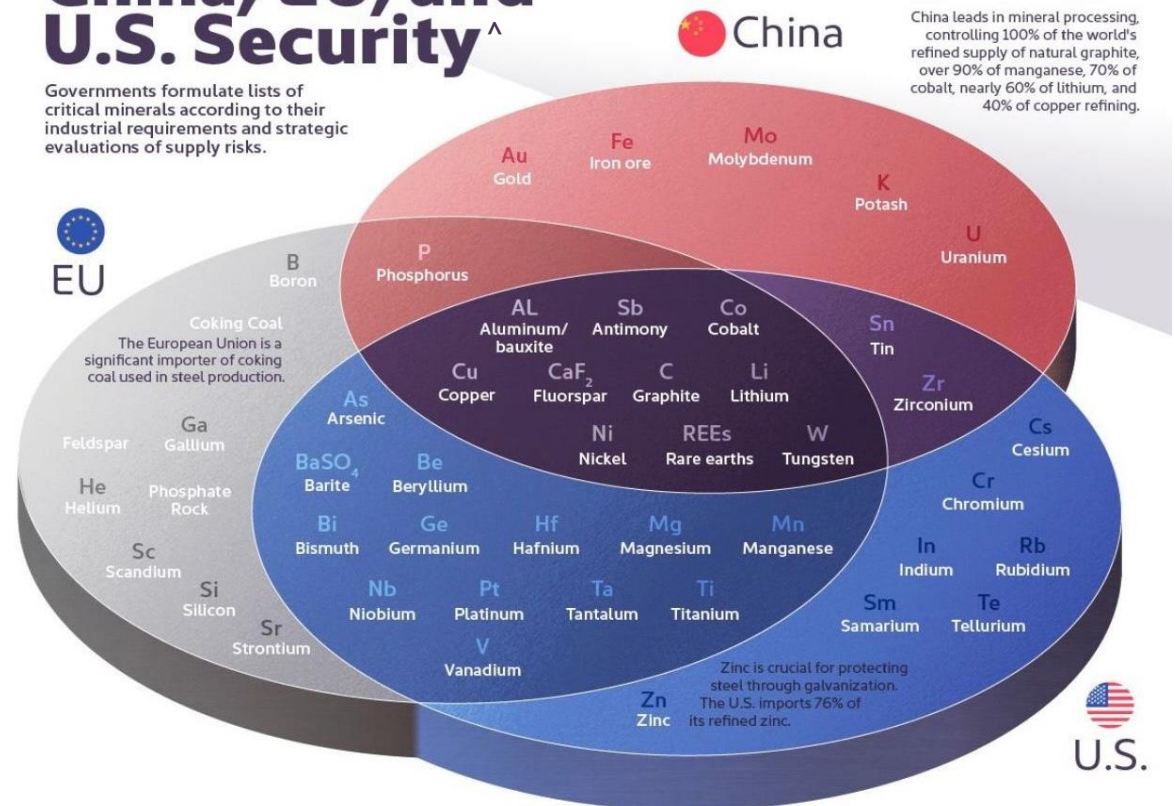 China, EU, and
U.S. Security^
Governments formulate lists of
critical minerals according to their
industrial requirements and strategic
evaluations of supply risks.
China
China leads in mineral processing,
controlling 100% of the world's
refined supply of natural graphite,
over 90% of manganese, 70% of
cobalt, nearly 60% of lithium, and
40% of copper refining.
Au
Gold
Fe
Iron ore
Mo
Molybdenum
K
Potash
U
Uranium
EU
B
Boron
P
Phosphorus
Coking Coal
The European Union is a
significant importer of coking
coal used in steel production.
AL
Aluminum/
bauxite
Sb
Antimony
Co
Cobalt
Sn
Tin
Cu
Copper
CaF₂
Fluorspar
C
Graphite
Li
Lithium
Zr
Zirconium
As
Arsenic
Ni
Nickel
REEs
Rare earths
W
Tungsten
Cs
Cesium
Feldspar
Ga
Gallium
BaSO₄
Barite
Be
Beryllium
Cr
Chromium
He
Helium
Phosphate
Rock
Bi
Bismuth
Ge
Germanium
Hf
Hafnium
Mg
Magnesium
Mn
Manganese
In
Indium
Rb
Rubidium
Sc
Scandium
Si
Silicon
Nb
Niobium
Pt
Platinum
Ta
Tantalum
Ti
Titanium
Sm
Samarium
Te
Tellurium
Sr
Strontium
V
Vanadium
Zn
Zinc
Zinc is crucial for protecting
steel through galvanization.
The U.S. imports 76% of
its refined zinc.
U.S.